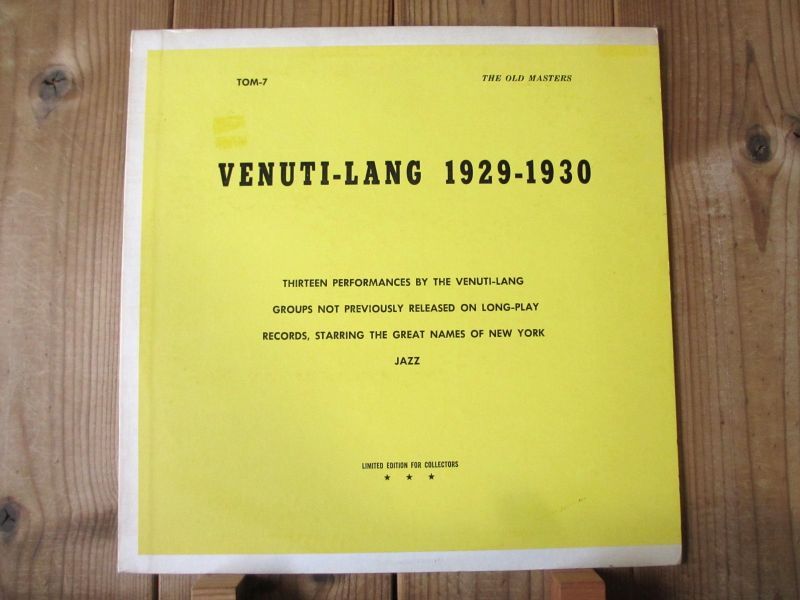 TOM-7 THE OLD MASTERS
VENUTI-LANG 1929-1930
THIRTEEN PERFORMANCES BY THE VENUTI-LANG
GROUPS NOT PREVIOUSLY RELEASED ON LONG-PLAY
RECORDS, STARRING THE GREAT NAMES OF NEW YORK
JAZZ
LIMITED EDITION FOR COLLECTORS
★ ★ ★